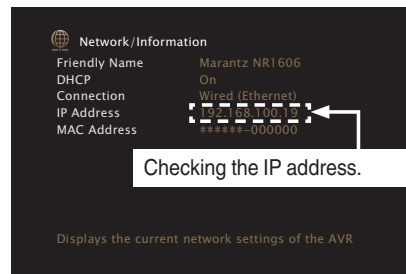 Network/Information
Friendly Name Marantz NR1606
DHCP On
Connection Wired (Ethernet)
IP Address 192.168.100.19
MAC Address ******-000000
Checking the IP address.
Displays the current network settings of the AVR